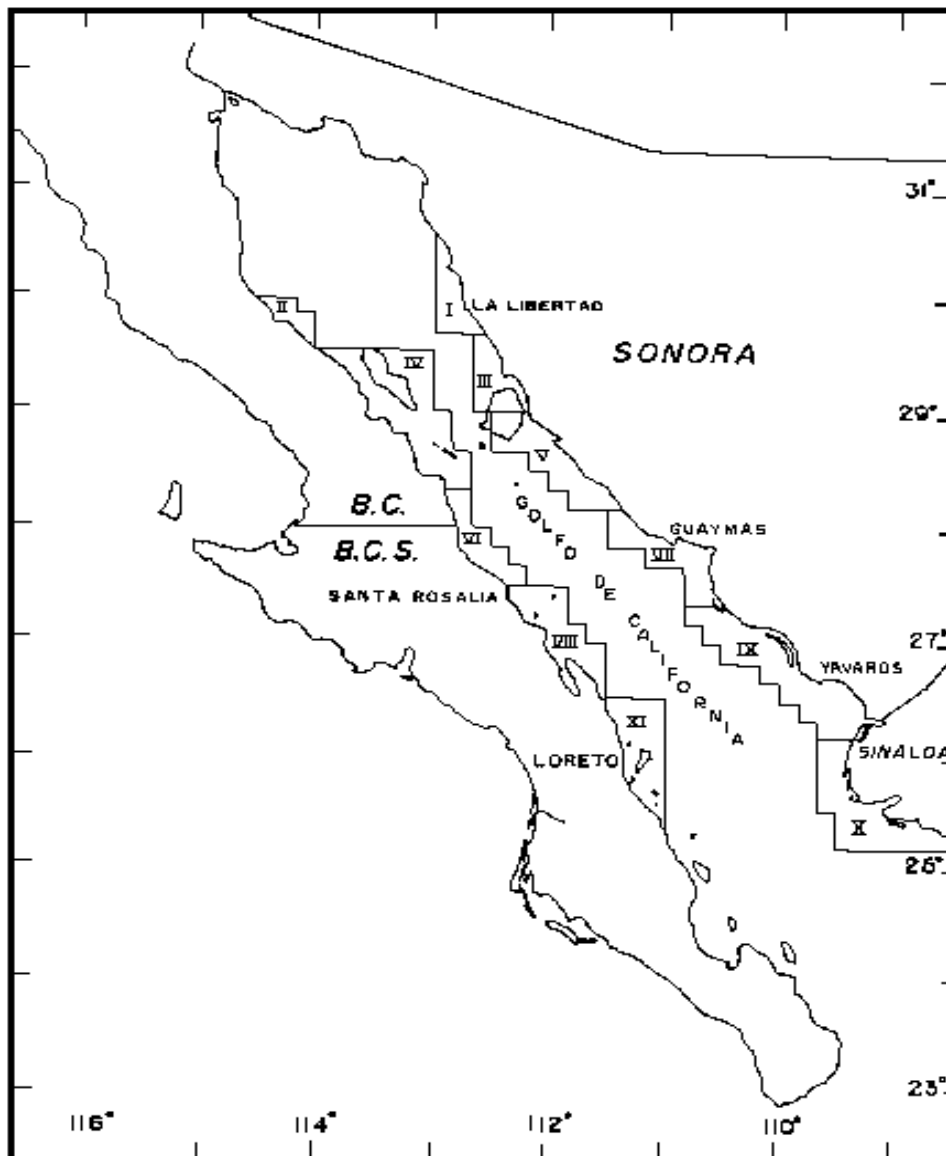 31°
II
I
LA LIBERTAD
SONORA
IV
III
29°
V
B.C.
GOLFO DE CALIFORNIA
GUAYMAS
VI
VII
B.C.S.
SANTA ROSALIA
VIII
IX
27°
YAVAROS
XI
LORETO
SINALOA
X
25°
23°
116°
114°
112°
110°